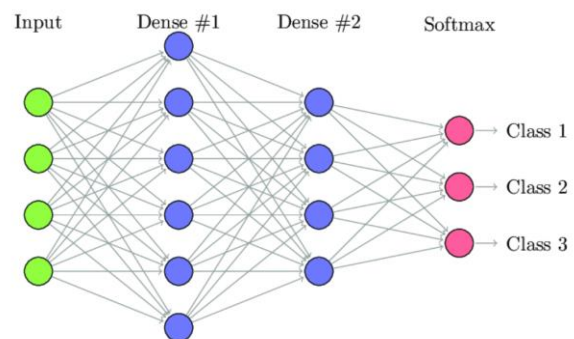 Input
Dense #1
Dense #2
Softmax
Class 1
Class 2
Class 3